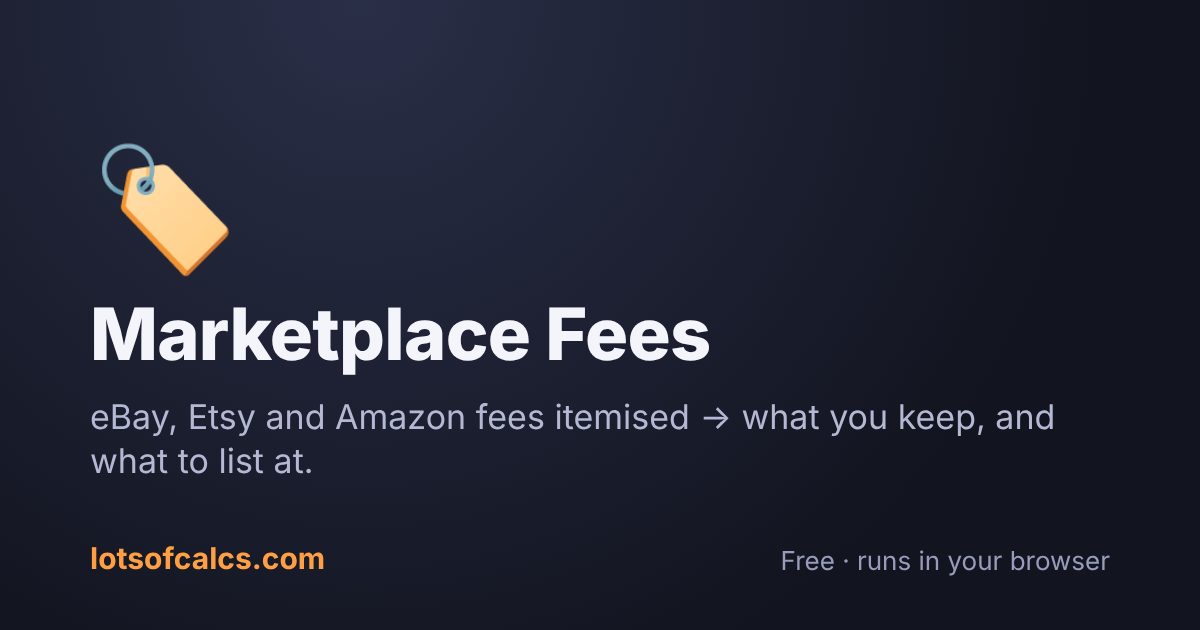 Marketplace Fees
eBay, Etsy and Amazon fees itemised → what you keep, and
what to list at.
lotsofcalcs.com
Free · runs in your browser